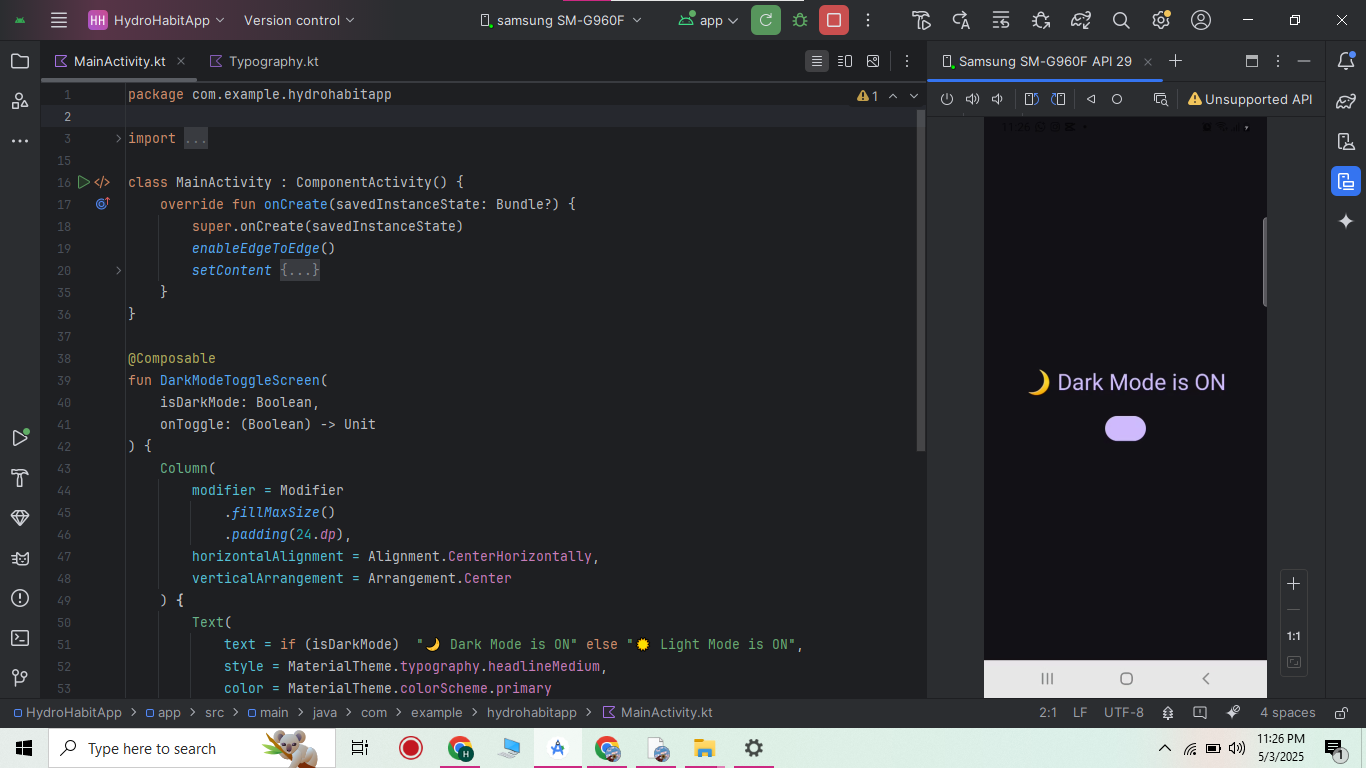 HH HydroHabitApp Version control samsung SM-G960F app
MainActivity.kt Typography.kt
Samsung SM-G960F API 29
Unsupported API
1 package com.example.hydrohabitapp
1
2
3 import ...
15
16 class MainActivity : ComponentActivity() {
17 override fun onCreate(savedInstanceState: Bundle?) {
18 super.onCreate(savedInstanceState)
19 enableEdgeToEdge()
20 setContent {...}
35 }
36 }
37
38 @Composable
39 fun DarkModeToggleScreen(
40 isDarkMode: Boolean,
41 onToggle: (Boolean) -> Unit
42 ) {
43 Column(
44 modifier = Modifier
45 .fillMaxSize()
46 .padding(24.dp),
47 horizontalAlignment = Alignment.CenterHorizontally,
48 verticalArrangement = Arrangement.Center
49 ) {
50 Text(
51 text = if (isDarkMode) "🌙 Dark Mode is ON" else "☀ Light Mode is ON",
52 style = MaterialTheme.typography.headlineMedium,
53 color = MaterialTheme.colorScheme.primary
11:26
🌙 Dark Mode is ON
1:1
HydroHabitApp > app > src > main > java > com > example > hydrohabitapp > MainActivity.kt
2:1 LF UTF-8 4 spaces
Type here to search
H
11:26 PM
5/3/2025
1